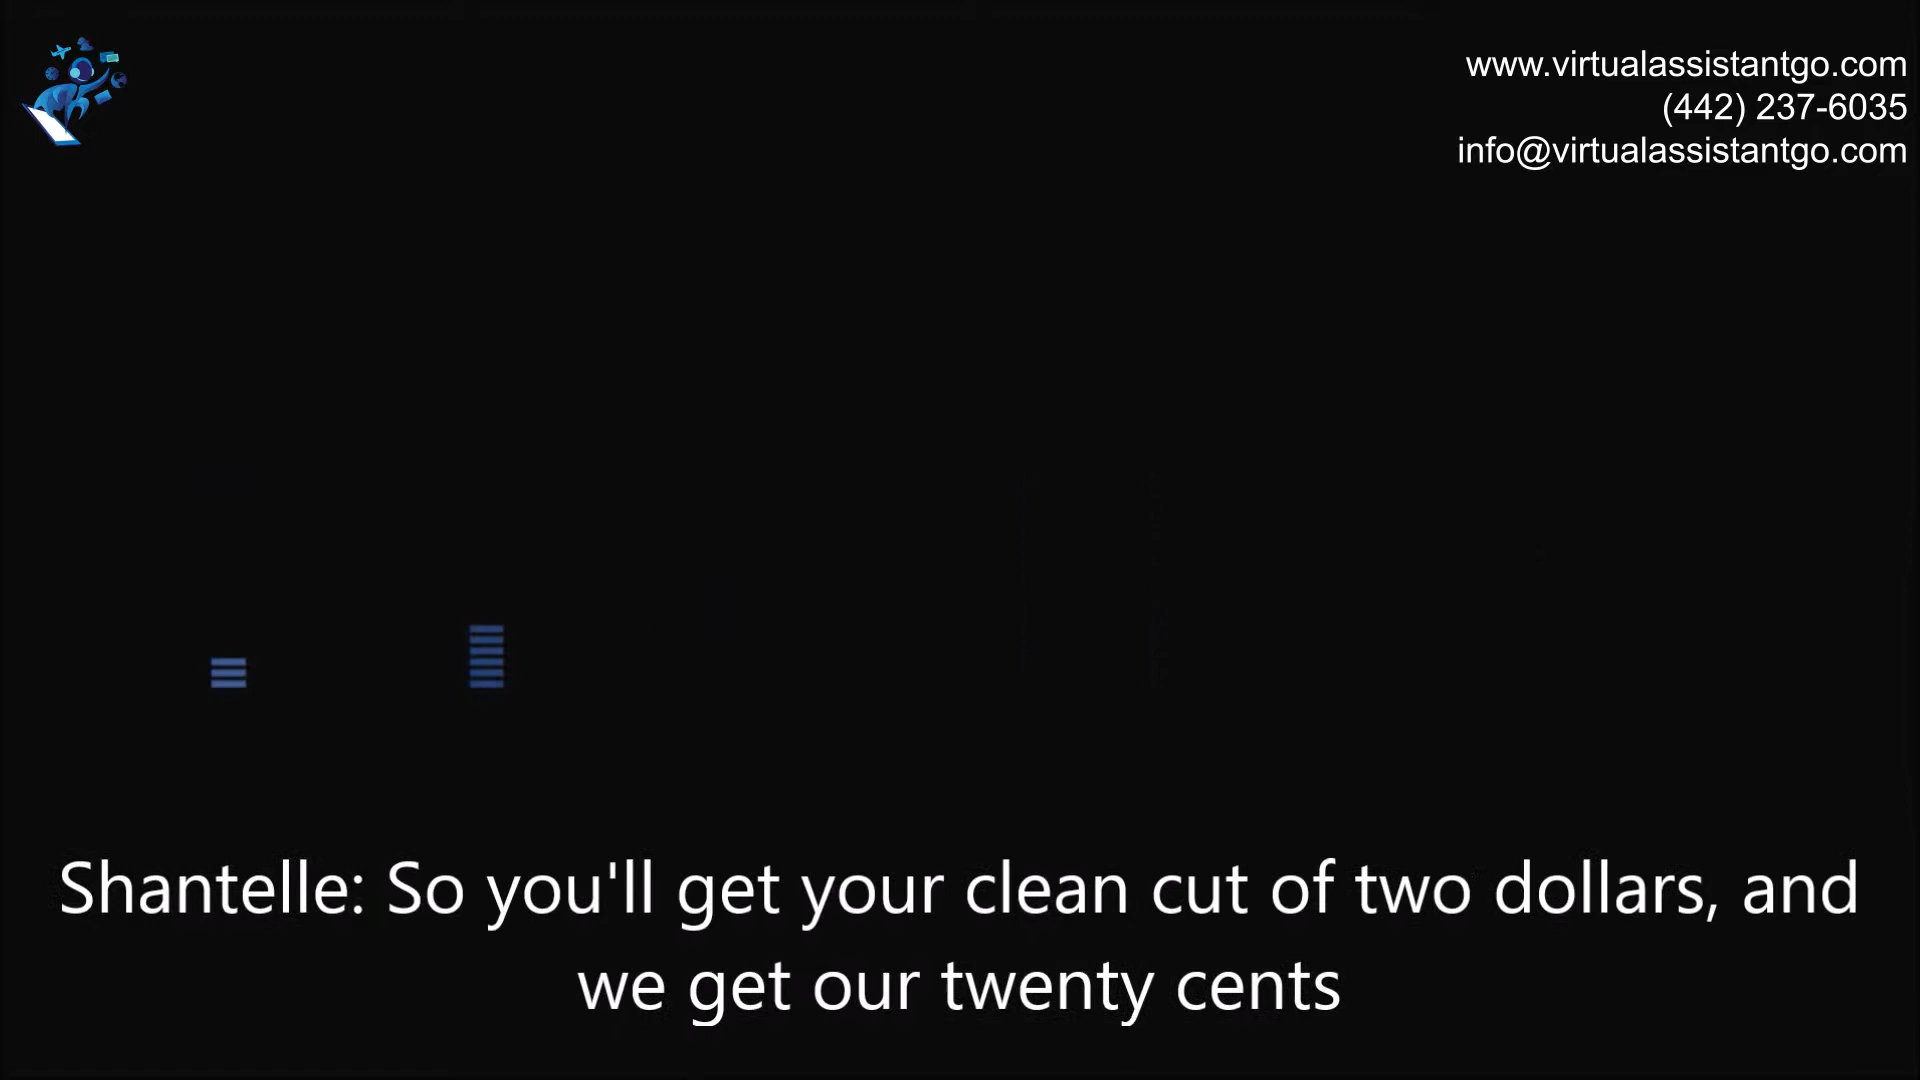 www.virtualassistantgo.com
(442) 237-6035
info@virtualassistantgo.com
Shantelle: So you'll get your clean cut of two dollars, and
we get our twenty cents